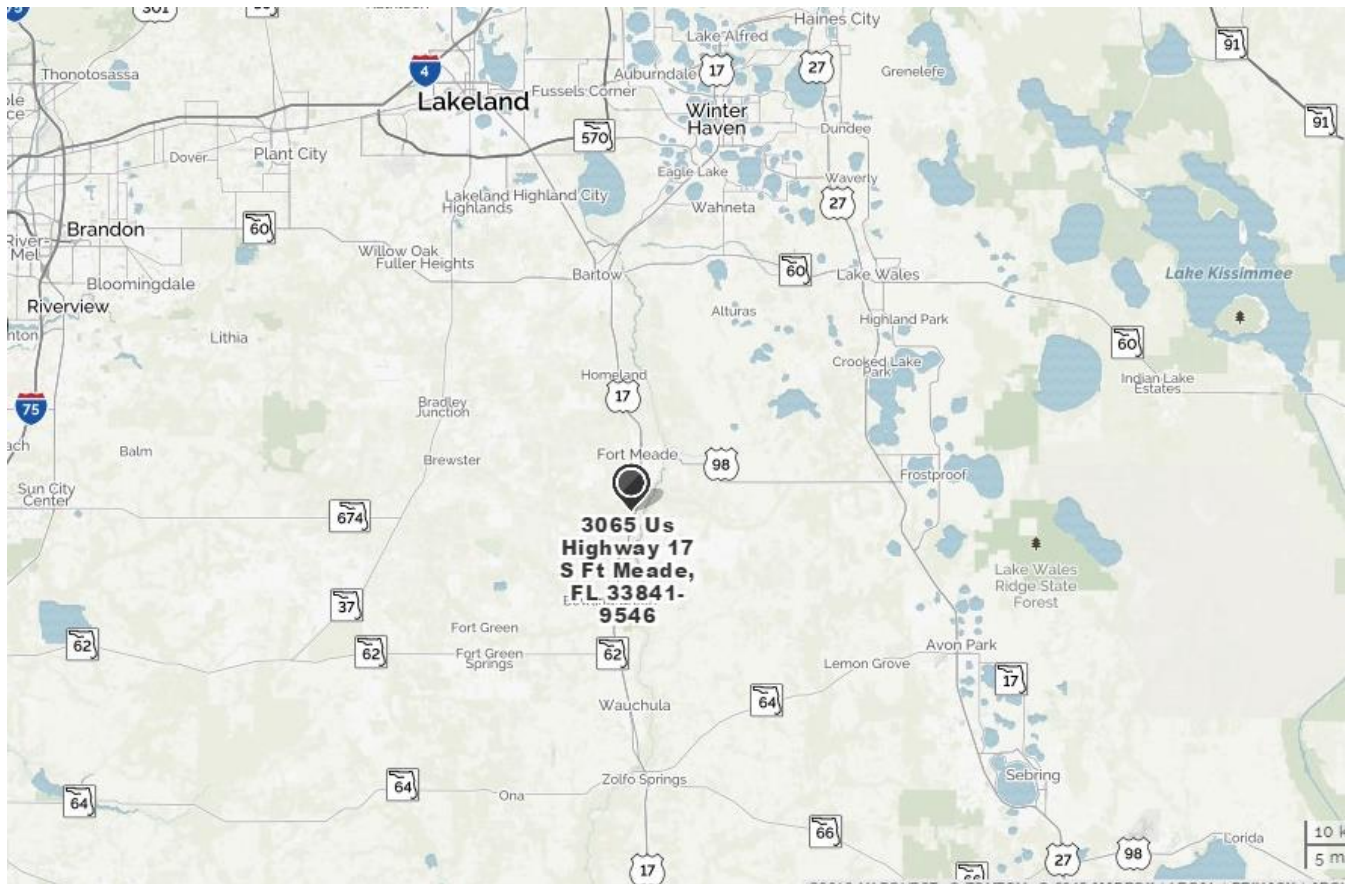 301
Thonotosassa
4
Lakeland
Fussels Corner
Auburndale
Lake Alfred
17
Haines City
27
Grenelefe
91
91
Winter
Haven
570
Dover
Plant City
Dundee
Eagle Lake
Waverly
Lakeland
Highlands
Highland City
Wahneta
27
Brandon
60
Willow Oak
Fuller Heights
River-
Mel
Bloomingdale
Bartow
60
Lake Wales
Lake Kissimmee
Riverview
Alturas
Highland Park
Lithia
60
Crooked Lake
Park
Indian Lake
Estates
Homeland
17
75
Bradley
Junction
Balm
Brewster
Fort Meade
98
Frostproof
Sun City
Center
674
3065 Us
Highway 17
S Ft Meade,
FL 33841-
9546
Lake Wales
Ridge State
Forest
37
62
Fort Green
62
Fort Green
Springs
62
Avon Park
Lemon Grove
17
64
Wauchula
Zolfo Springs
Sebring
64
64
Ona
66
17
27
98
Lorida
10 k
5 m